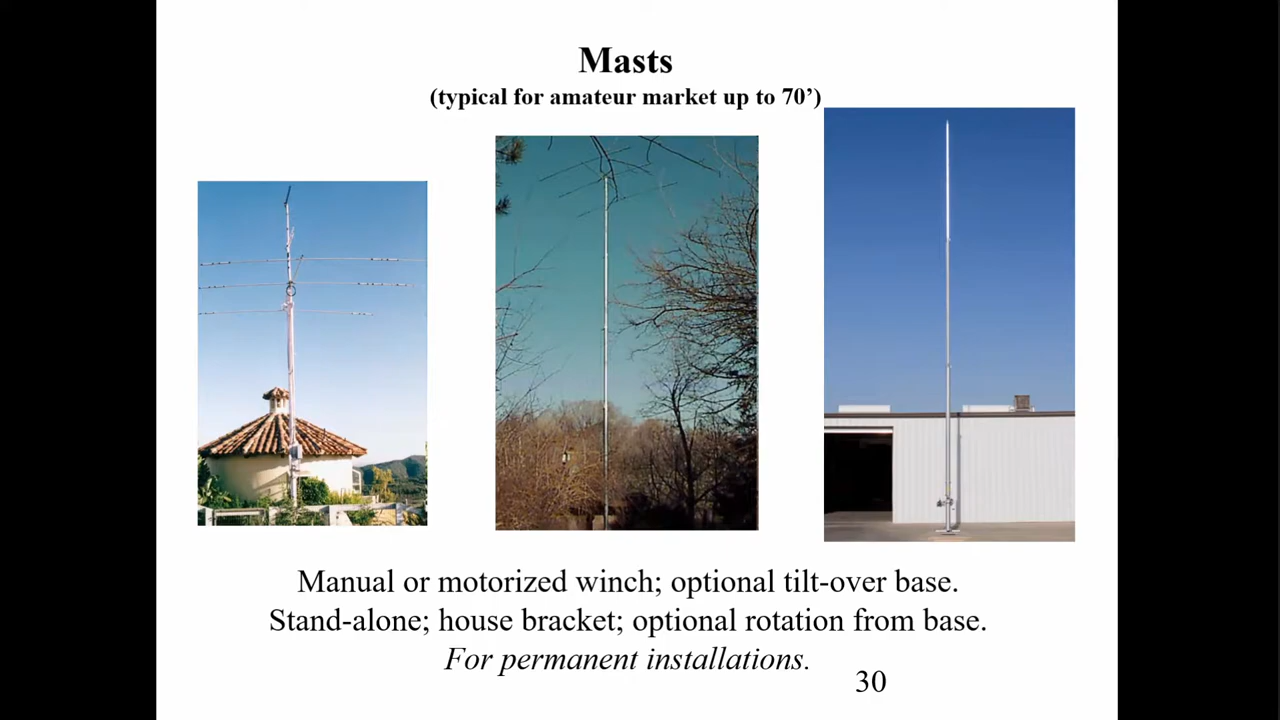 Masts
(typical for amateur market up to 70’)
Manual or motorized winch; optional tilt-over base.
Stand-alone; house bracket; optional rotation from base.
For permanent installations.
30